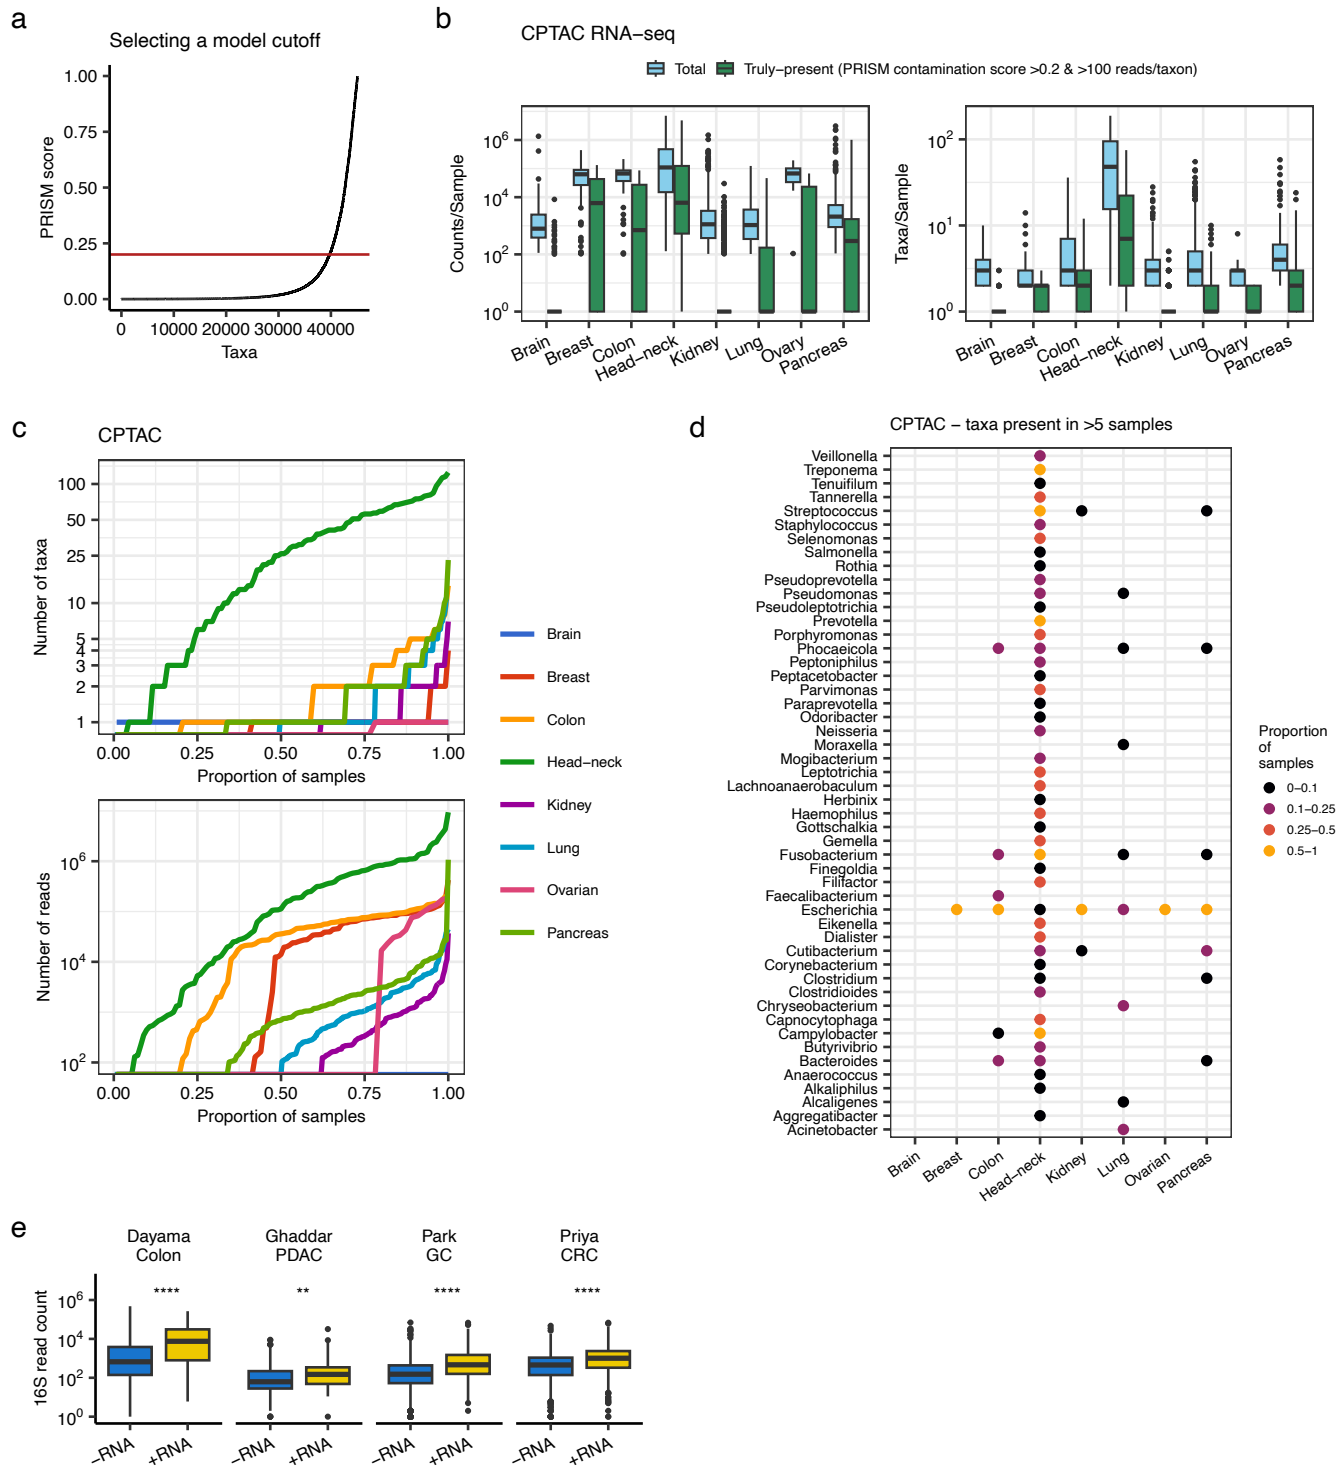 a
Selecting a model cutoff
PRISM score
1.00
0.75
0.50
0.25
0.00
0 10000 20000 30000 40000
Taxa
b
CPTAC RNA−seq
Total Truly−present (PRISM contamination score >0.2 & >100 reads/taxon)
Counts/Sample
10^6
10^4
10^2
10^0
Brain Breast Colon Head−neck Kidney Lung Ovary Pancreas
Taxa/Sample
10^2
10^1
10^0
Brain Breast Colon Head−neck Kidney Lung Ovary Pancreas
c
CPTAC
Number of taxa
100
50
25
10
5
4
3
2
1
0.00 0.25 0.50 0.75 1.00
Proportion of samples
Number of reads
10^6
10^4
10^2
0.00 0.25 0.50 0.75 1.00
Proportion of samples
Brain
Breast
Colon
Head−neck
Kidney
Lung
Ovarian
Pancreas
d
CPTAC − taxa present in >5 samples
Veillonella
Treponema
Tenuifilum
Tannerella
Streptococcus
Staphylococcus
Selenomonas
Salmonella
Rothia
Pseudoprevotella
Pseudomonas
Pseudoleptotrichia
Prevotella
Porphyromonas
Phocaeicola
Peptoniphilus
Peptacetobacter
Parvimonas
Paraprevotella
Odoribacter
Neisseria
Moraxella
Mogibacterium
Leptotrichia
Lachnoanaerobaculum
Herbinix
Haemophilus
Gottschalkia
Gemella
Fusobacterium
Finegoldia
Filifactor
Faecalibacterium
Escherichia
Eikenella
Dialister
Cutibacterium
Corynebacterium
Clostridium
Clostridioides
Chryseobacterium
Capnocytophaga
Campylobacter
Butyrivibrio
Bacteroides
Anaerococcus
Alkaliphilus
Alcaligenes
Aggregatibacter
Acinetobacter
Brain Breast Colon Head−neck Kidney Lung Ovarian Pancreas
Proportion
of
samples
0−0.1
0.1−0.25
0.25−0.5
0.5−1
e
Dayama
Colon
Ghaddar
PDAC
Park
GC
Priya
CRC
**** ** **** ****
16S read count
10^6
10^4
10^2
10^0
−RNA +RNA −RNA +RNA −RNA +RNA −RNA +RNA